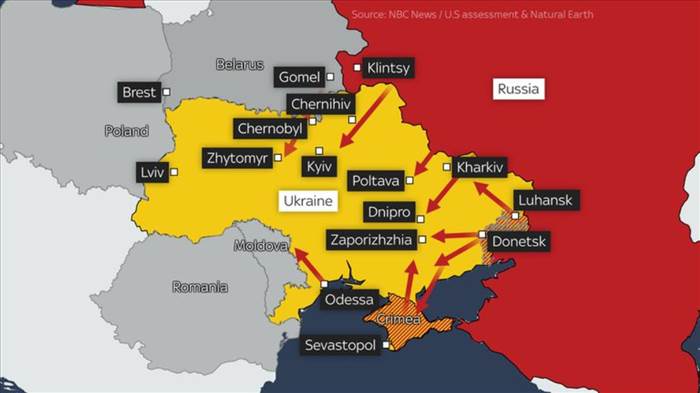 Source: NBC News / U.S assessment & Natural Earth
Belarus
Gomel
Klintsy
Brest
Russia
Chernihiv
Poland
Chernobyl
Zhytomyr
Kyiv
Kharkiv
Lviv
Poltava
Ukraine
Luhansk
Dnipro
Moldova
Zaporizhzhia
Donetsk
Romania
Odessa
Crimea
Sevastopol